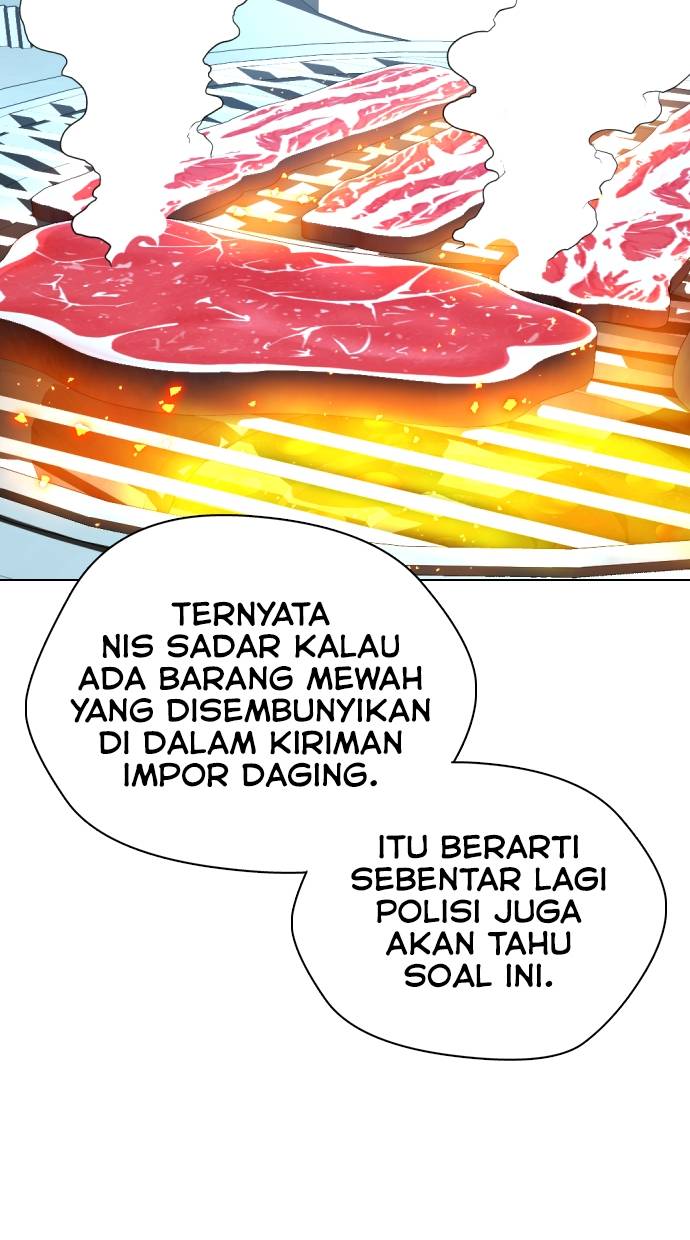 TERNYATA
NIS SADAR KALAU
ADA BARANG MEWAH
YANG DISEMBUNYIKAN
DI DALAM KIRIMAN
IMPOR DAGING.
ITU BERARTI
SEBENTAR LAGI
POLISI JUGA
AKAN TAHU
SOAL INI.